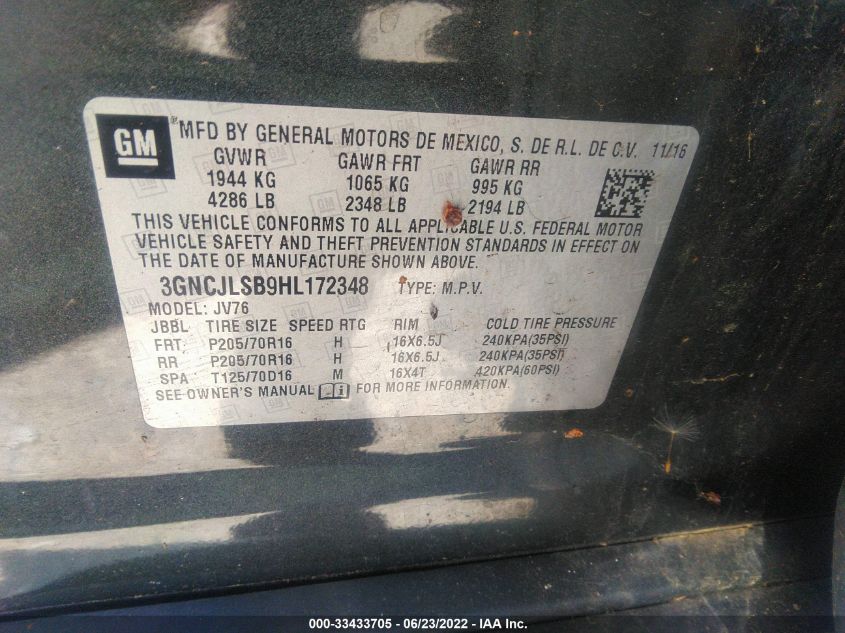 GM ® MFD BY GENERAL MOTORS DE MEXICO, S. DE R.L. DE C.V. 11/16
GVWR GAWR FRT GAWR RR
1944 KG 1065 KG 995 KG
4286 LB 2348 LB 2194 LB
THIS VEHICLE CONFORMS TO ALL APPLICABLE U.S. FEDERAL MOTOR
VEHICLE SAFETY AND THEFT PREVENTION STANDARDS IN EFFECT ON
THE DATE OF MANUFACTURE SHOWN ABOVE.
3GNCJLSB9HL172348 TYPE: M.P.V.
MODEL: JV76
JBBL TIRE SIZE SPEED RTG RIM COLD TIRE PRESSURE
FRT: P205/70R16 H 16X6.5J 240KPA(35PSI)
RR P205/70R16 H 16X6.5J 240KPA(35PSI)
SPA T125/70D16 M 16X4T 420KPA(60PSI)
SEE OWNER'S MANUAL FOR MORE INFORMATION.
000-33433705 - 06/23/2022 - IAA Inc.